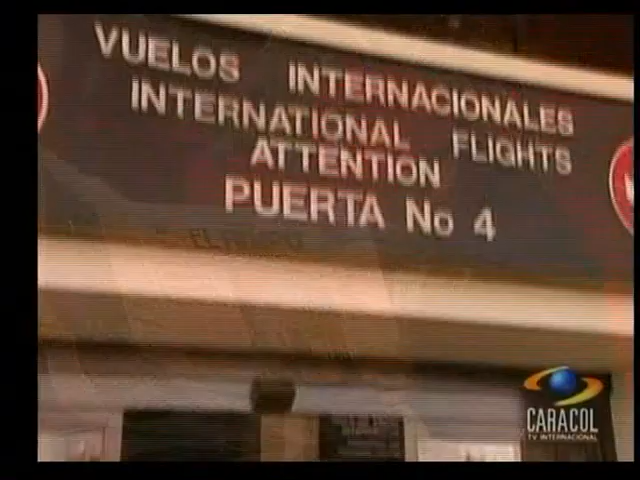 VUELOS INTERNACIONALES
INTERNATIONAL FLIGHTS
ATTENTION
PUERTA No 4
CARACOL
TV INTERNACIONAL